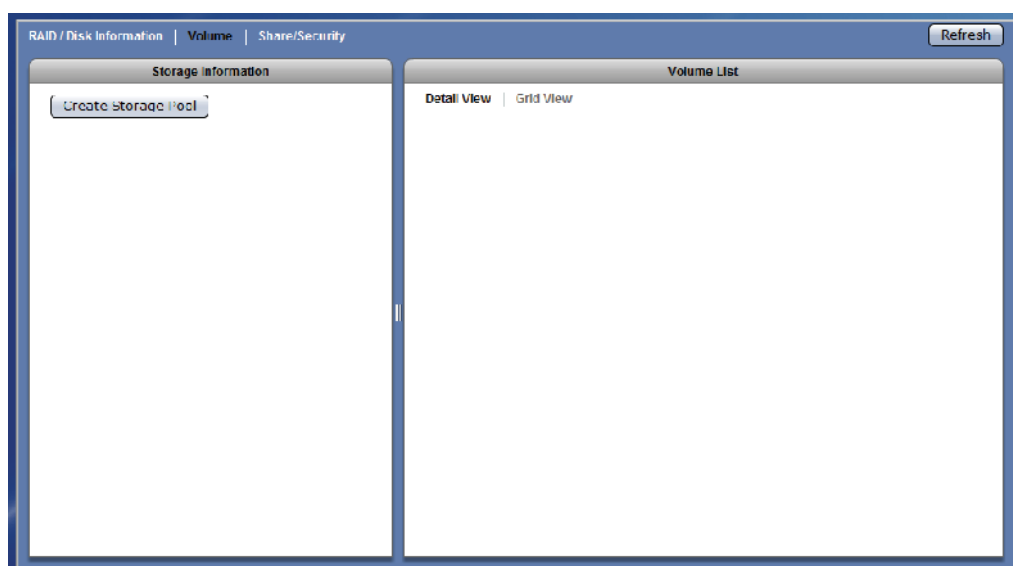 RAID / Disk Information | Volume | Share/Security
Refresh
Storage Information
Create Storage Pool
Volume List
Detail View | Grid View